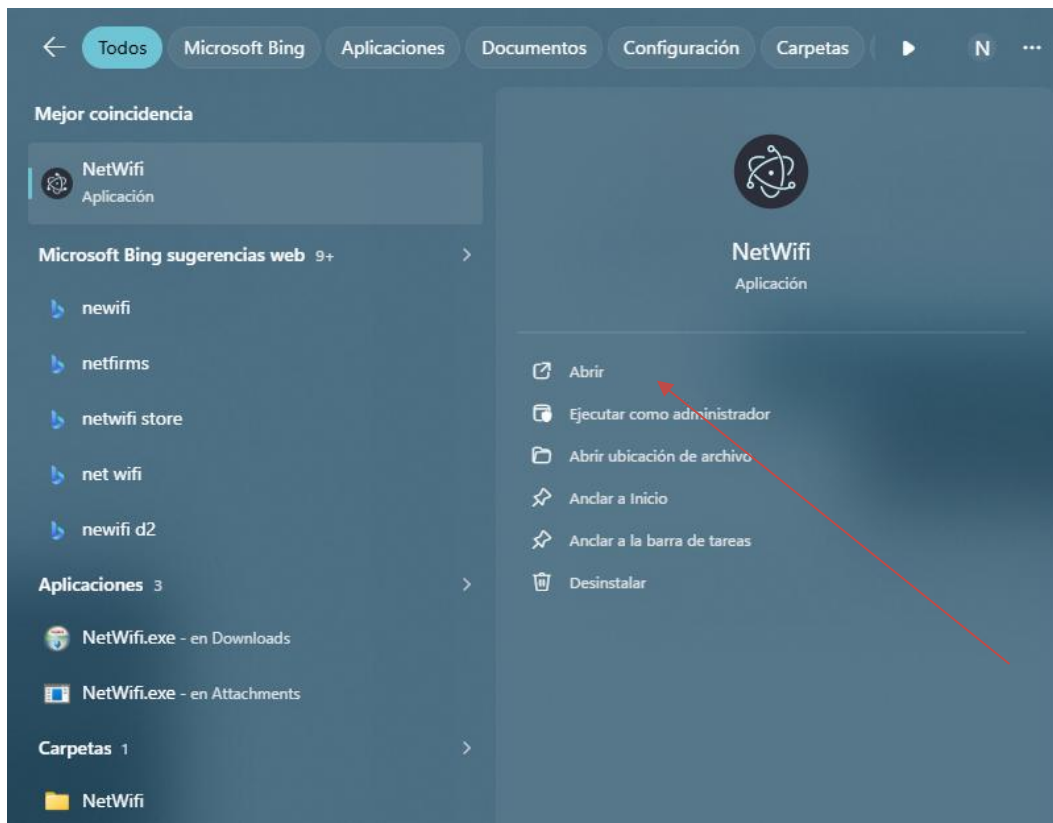 Todos Microsoft Bing Aplicaciones Documentos Configuración Carpetas N ...
Mejor coincidencia
NetWifi
Aplicación
Microsoft Bing sugerencias web 9+
newifi
netfirms
netwifi store
net wifi
newifi d2
Aplicaciones 3
NetWifi.exe - en Downloads
NetWifi.exe - en Attachments
Carpetas 1
NetWifi
NetWifi
Aplicación
Abrir
Ejecutar como administrador
Abrir ubicación de archivo
Anclar a Inicio
Anclar a la barra de tareas
Desinstalar